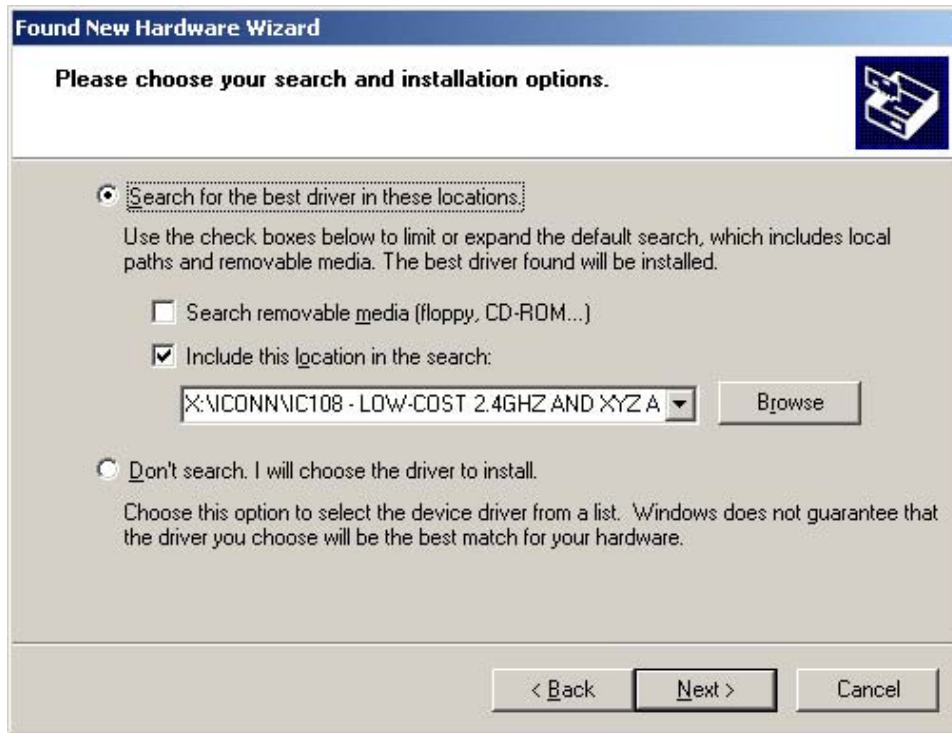 Found New Hardware Wizard
Please choose your search and installation options.
Search for the best driver in these locations.
Use the check boxes below to limit or expand the default search, which includes local
paths and removable media. The best driver found will be installed.
Search removable media (floppy, CD-ROM...)
Include this location in the search:
X:\ICONN\IC108 - LOW-COST 2.4GHZ AND XYZ A
Browse
Don't search. I will choose the driver to install.
Choose this option to select the device driver from a list. Windows does not guarantee that
the driver you choose will be the best match for your hardware.
< Back
Next >
Cancel